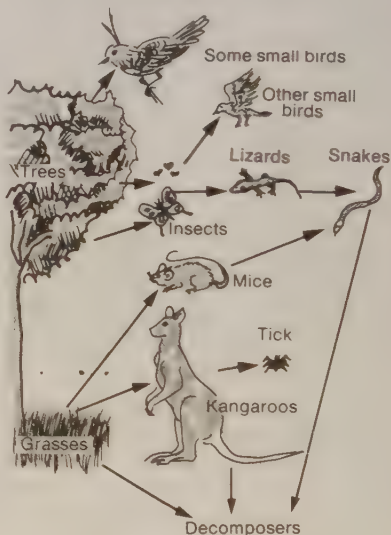 Some small birds
Other small
birds
Trees
Lizards
Snakes
Insects
Mice
Tick
Kangaroos
Grasses
Decomposers